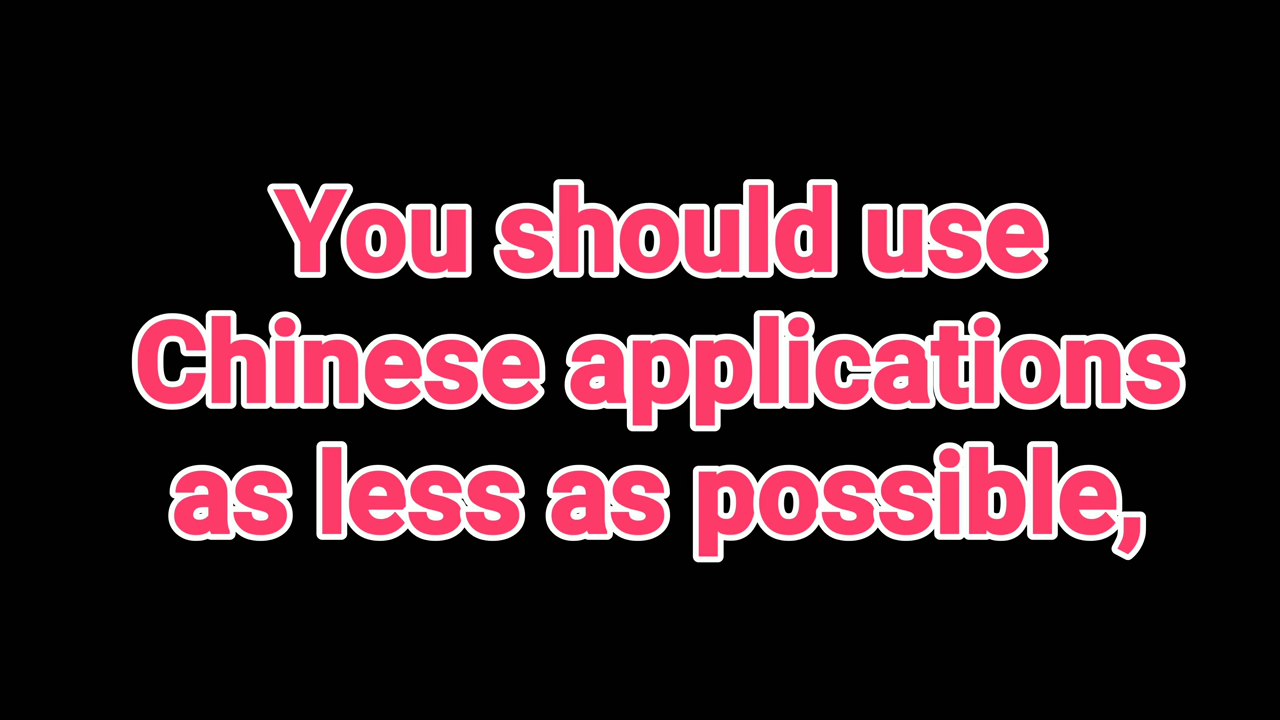 You should use
Chinese applications
as less as possible,